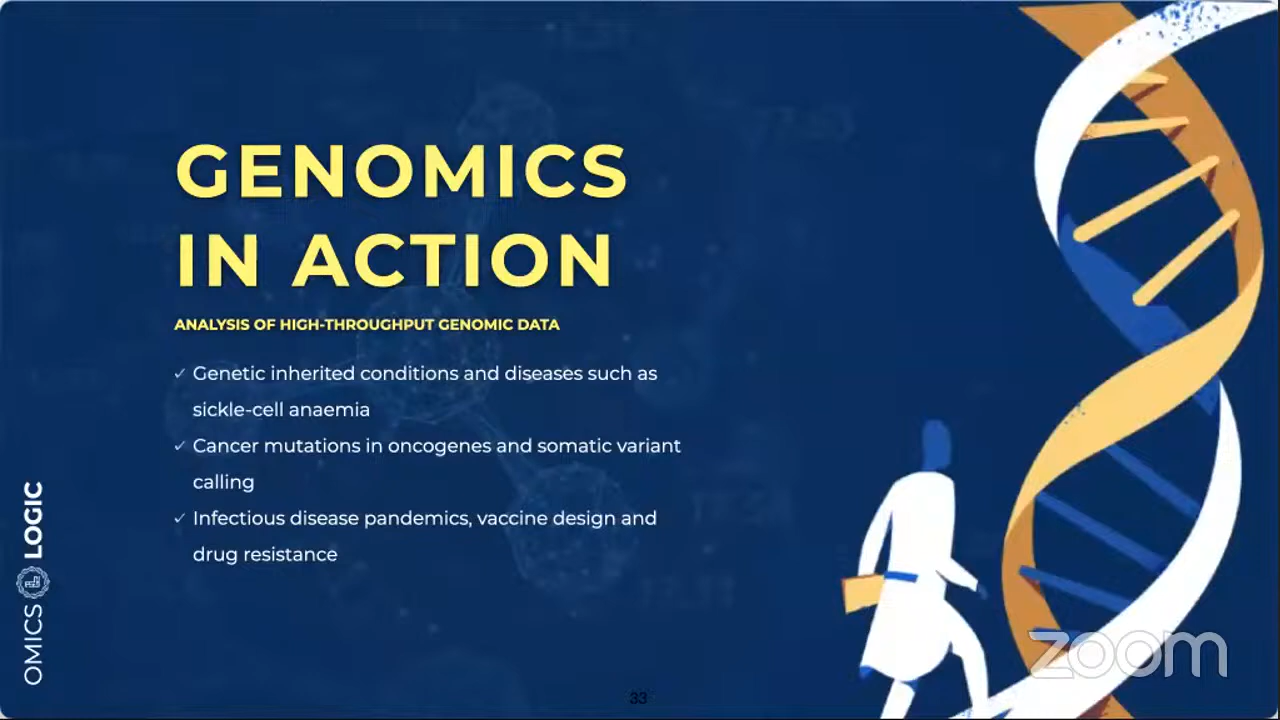 GENOMICS
IN ACTION
ANALYSIS OF HIGH-THROUGHPUT GENOMIC DATA
✓ Genetic inherited conditions and diseases such as
sickle-cell anaemia
✓ Cancer mutations in oncogenes and somatic variant
calling
✓ Infectious disease pandemics, vaccine design and
drug resistance
OMICS LOGIC
zoom
33